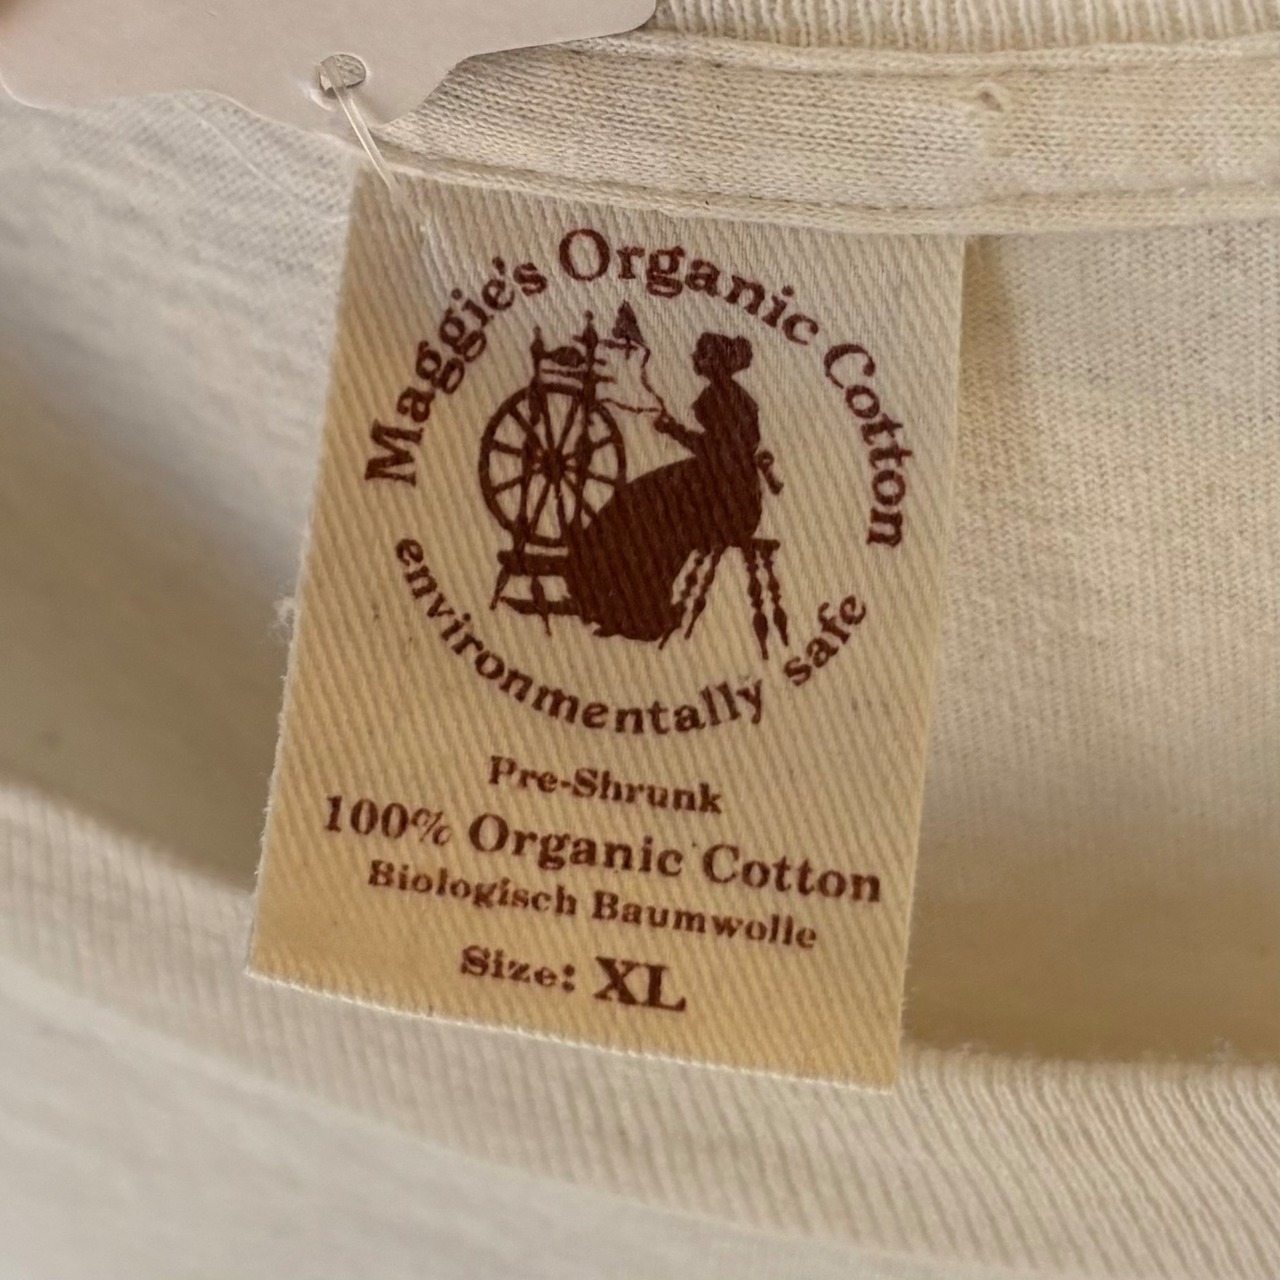 Maggie's Organic Cotton
environmentally safe
Pre-Shrunk
100% Organic Cotton
Biologisch Baumwolle
Size: XL